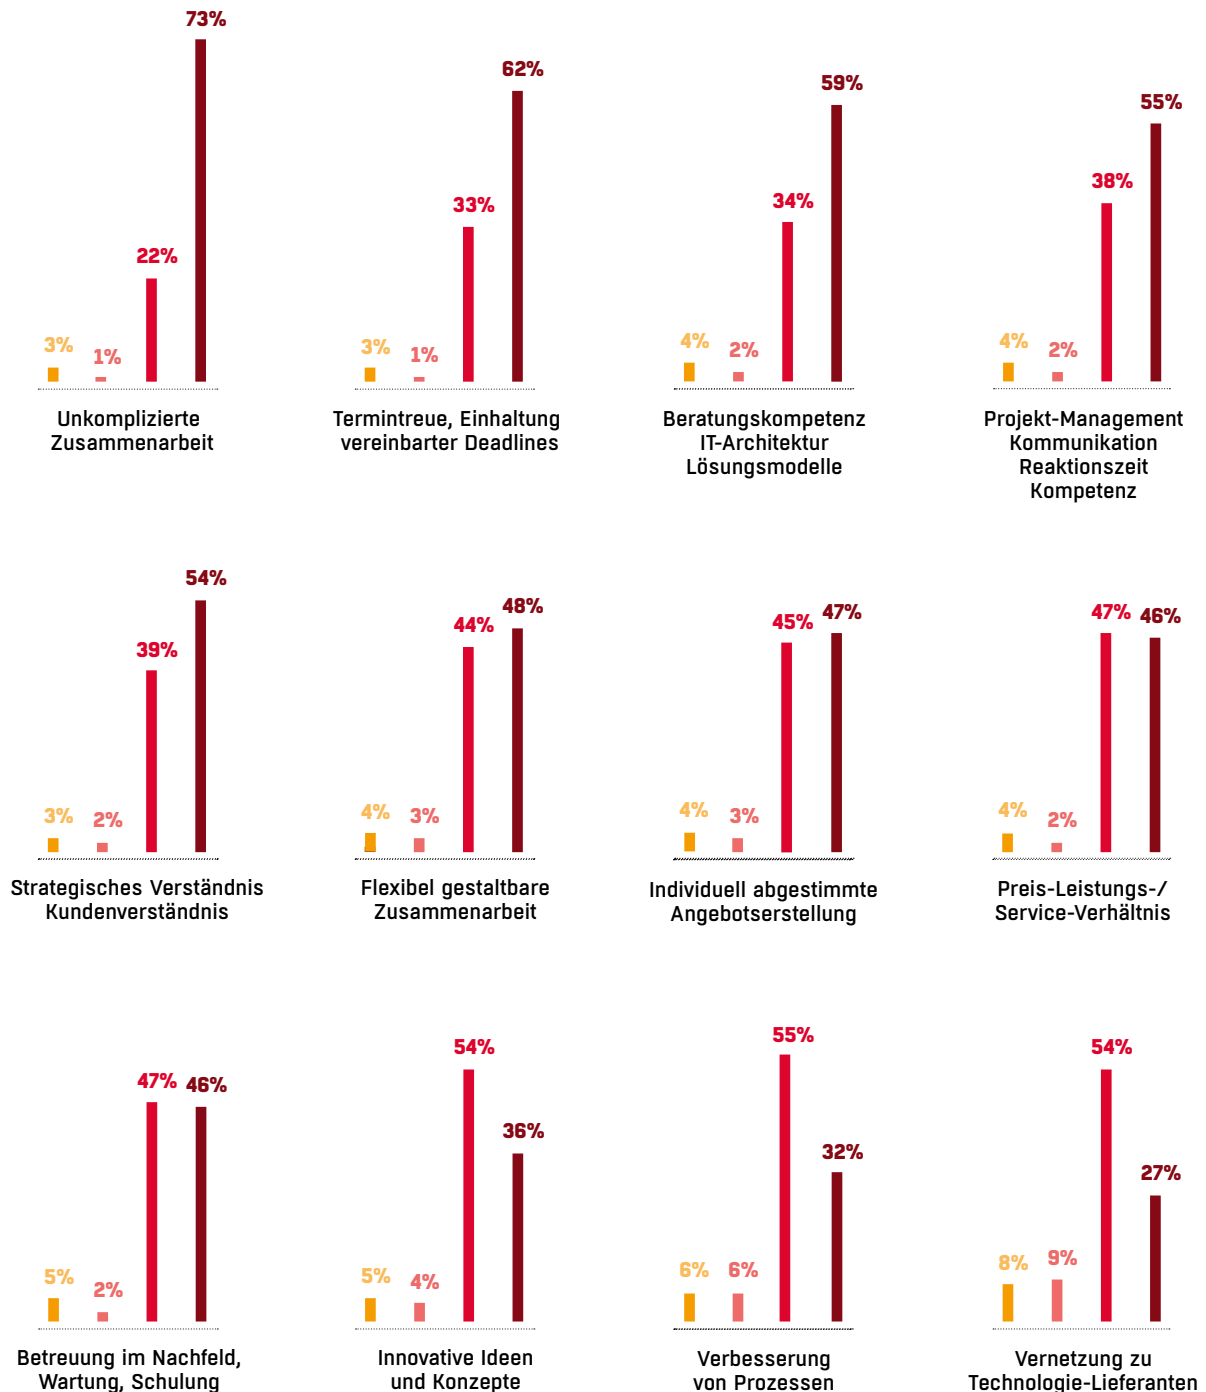 73%
22%
3%
1%
Unkomplizierte
Zusammenarbeit
62%
33%
3%
1%
Termintreue, Einhaltung
vereinbarter Deadlines
59%
34%
4%
2%
Beratungskompetenz
IT-Architektur
Lösungsmodelle
55%
38%
4%
2%
Projekt-Management
Kommunikation
Reaktionszeit
Kompetenz
54%
39%
3%
2%
Strategisches Verständnis
Kundenverständnis
48%
44%
4%
3%
Flexibel gestaltbare
Zusammenarbeit
45% 47%
4%
3%
Individuell abgestimmte
Angebotserstellung
47% 46%
4%
2%
Preis-Leistungs-/
Service-Verhältnis
47% 46%
5%
2%
Betreuung im Nachfeld,
Wartung, Schulung
54%
36%
5%
4%
Innovative Ideen
und Konzepte
55%
32%
6% 6%
Verbesserung
von Prozessen
54%
27%
8% 9%
Vernetzung zu
Technologie-Lieferanten